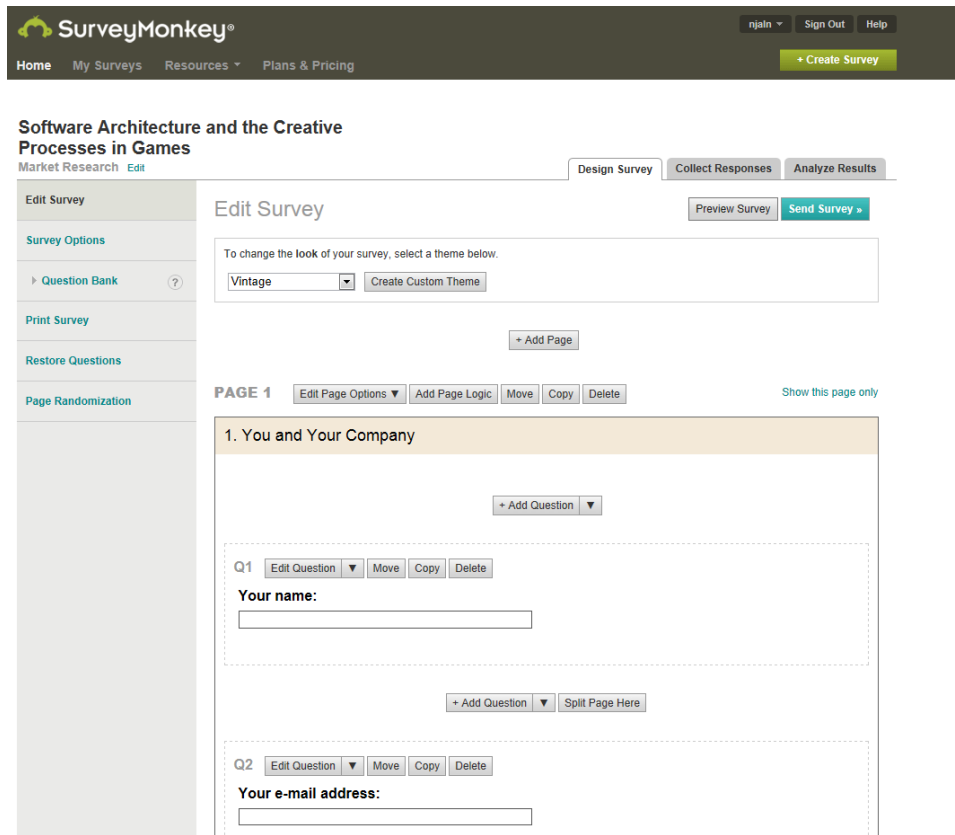 SurveyMonkey®
njaln Sign Out Help
Home My Surveys Resources Plans & Pricing
+ Create Survey
Software Architecture and the Creative
Processes in Games
Market Research Edit
Design Survey Collect Responses Analyze Results
Edit Survey
Survey Options
Question Bank ?
Print Survey
Restore Questions
Page Randomization
Edit Survey
Preview Survey Send Survey »
To change the look of your survey, select a theme below.
Vintage Create Custom Theme
+ Add Page
PAGE 1 Edit Page Options ▼ Add Page Logic Move Copy Delete Show this page only
1. You and Your Company
+ Add Question ▼
Q1 Edit Question ▼ Move Copy Delete
Your name:
+ Add Question ▼ Split Page Here
Q2 Edit Question ▼ Move Copy Delete
Your e-mail address: